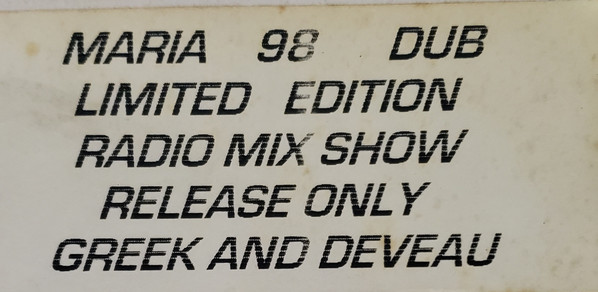 MARIA 98 DUB
LIMITED EDITION
RADIO MIX SHOW
RELEASE ONLY
GREEK AND DEVEAU